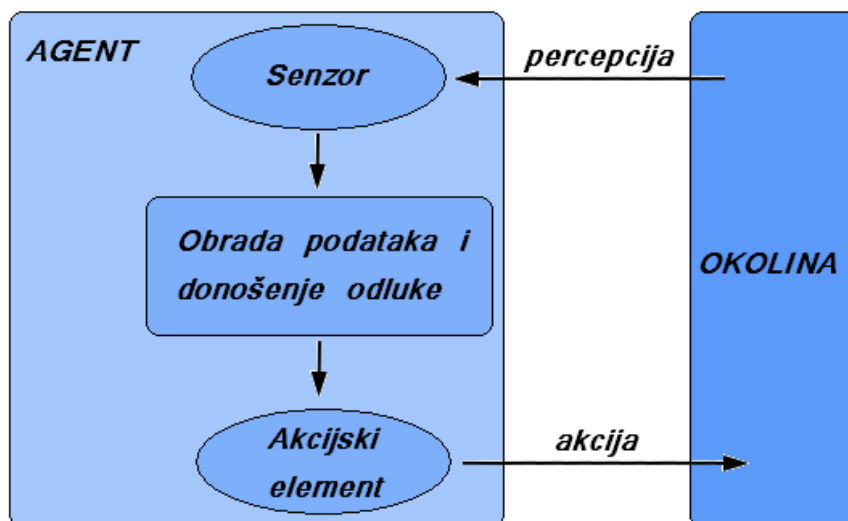 AGENT
Senzor
percepcija
Obrada podataka i
donošenje odluke
OKOLINA
Akcijski
element
akcija